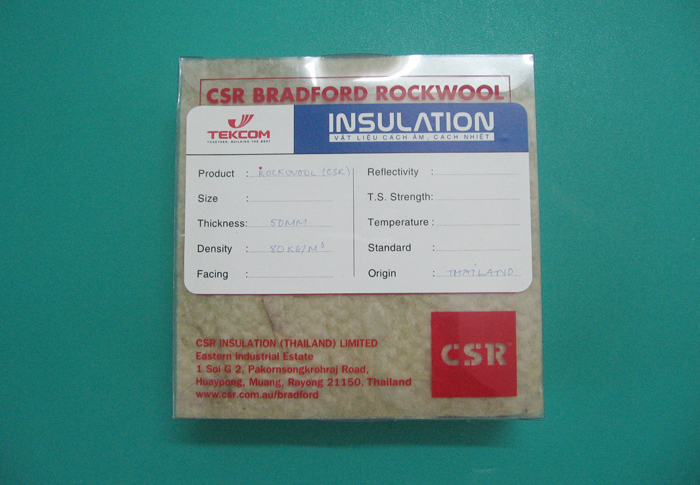 CSR BRADFORD ROCKWOOL
TEKCOM
TOGETHER, BUILDING THE BEST
INSULATION
VẬT LIỆU CÁCH ÂM, CÁCH NHIỆT
Product : ROCKWOOL (CSR)
Size :
Thickness: 50MM
Density : 80KG/M³
Facing :
Reflectivity :
T.S. Strength:
Temperature :
Standard :
Origin : THAILAND
CSR INSULATION (THAILAND) LIMITED
Eastern Industrial Estate
1 Soi G 2, Pakornsongkrohraj Road,
Huaypong, Muang, Rayong 21150. Thailand
www.csr.com.au/bradford
CSR